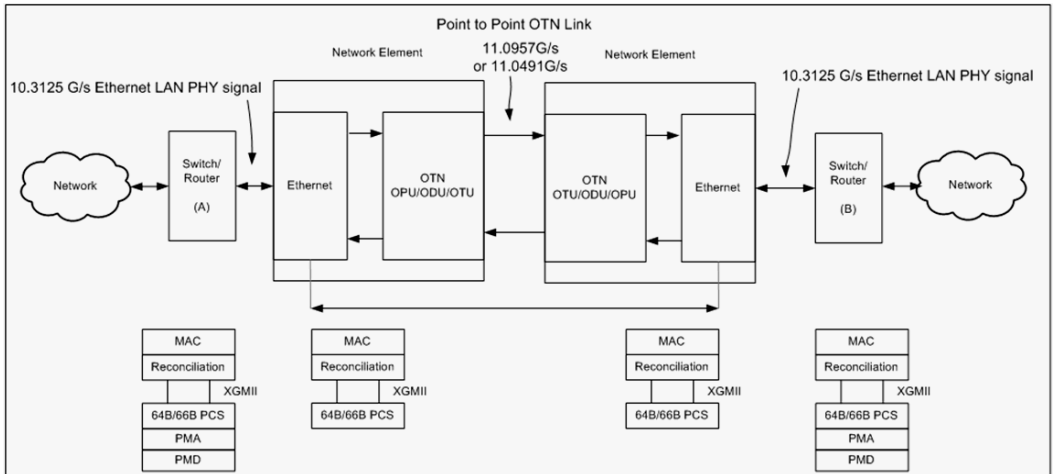 Point to Point OTN Link
Network Element
11.0957G/s
or 11.0491G/s
Network Element
10.3125 G/s Ethernet LAN PHY signal
10.3125 G/s Ethernet LAN PHY signal
Network
Switch/
Router
(A)
Ethernet
OTN
OPU/ODU/OTU
OTN
OTU/ODU/OPU
Ethernet
Switch/
Router
(B)
Network
MAC
Reconciliation
XGMII
64B/66B PCS
PMA
PMD
MAC
Reconciliation
XGMII
64B/66B PCS
MAC
Reconciliation
XGMII
64B/66B PCS
MAC
Reconciliation
XGMII
64B/66B PCS
PMA
PMD